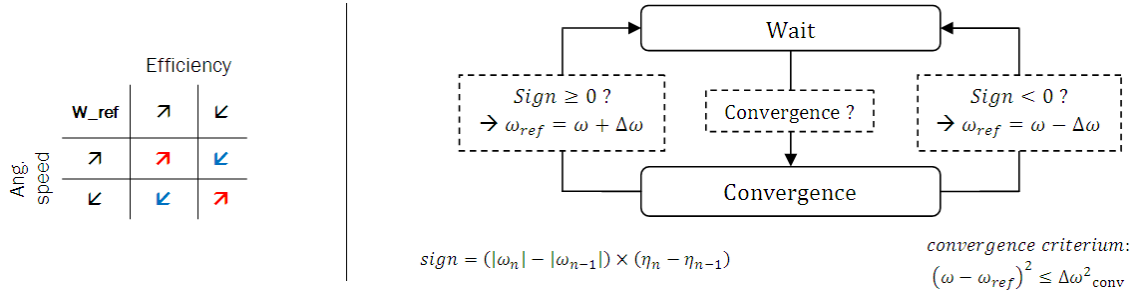 Efficiency
W_ref ↗ ↙
Ang. speed
↗ ↗ ↙
↙ ↙ ↗
Wait
Sign ≥ 0 ?
→ ω_ref = ω + Δω
Convergence ?
Sign < 0 ?
→ ω_ref = ω − Δω
Convergence
sign = (|ω_n| − |ω_{n−1}|) × (η_n − η_{n−1})
convergence criterium:
(ω − ω_ref)² ≤ Δω²_conv